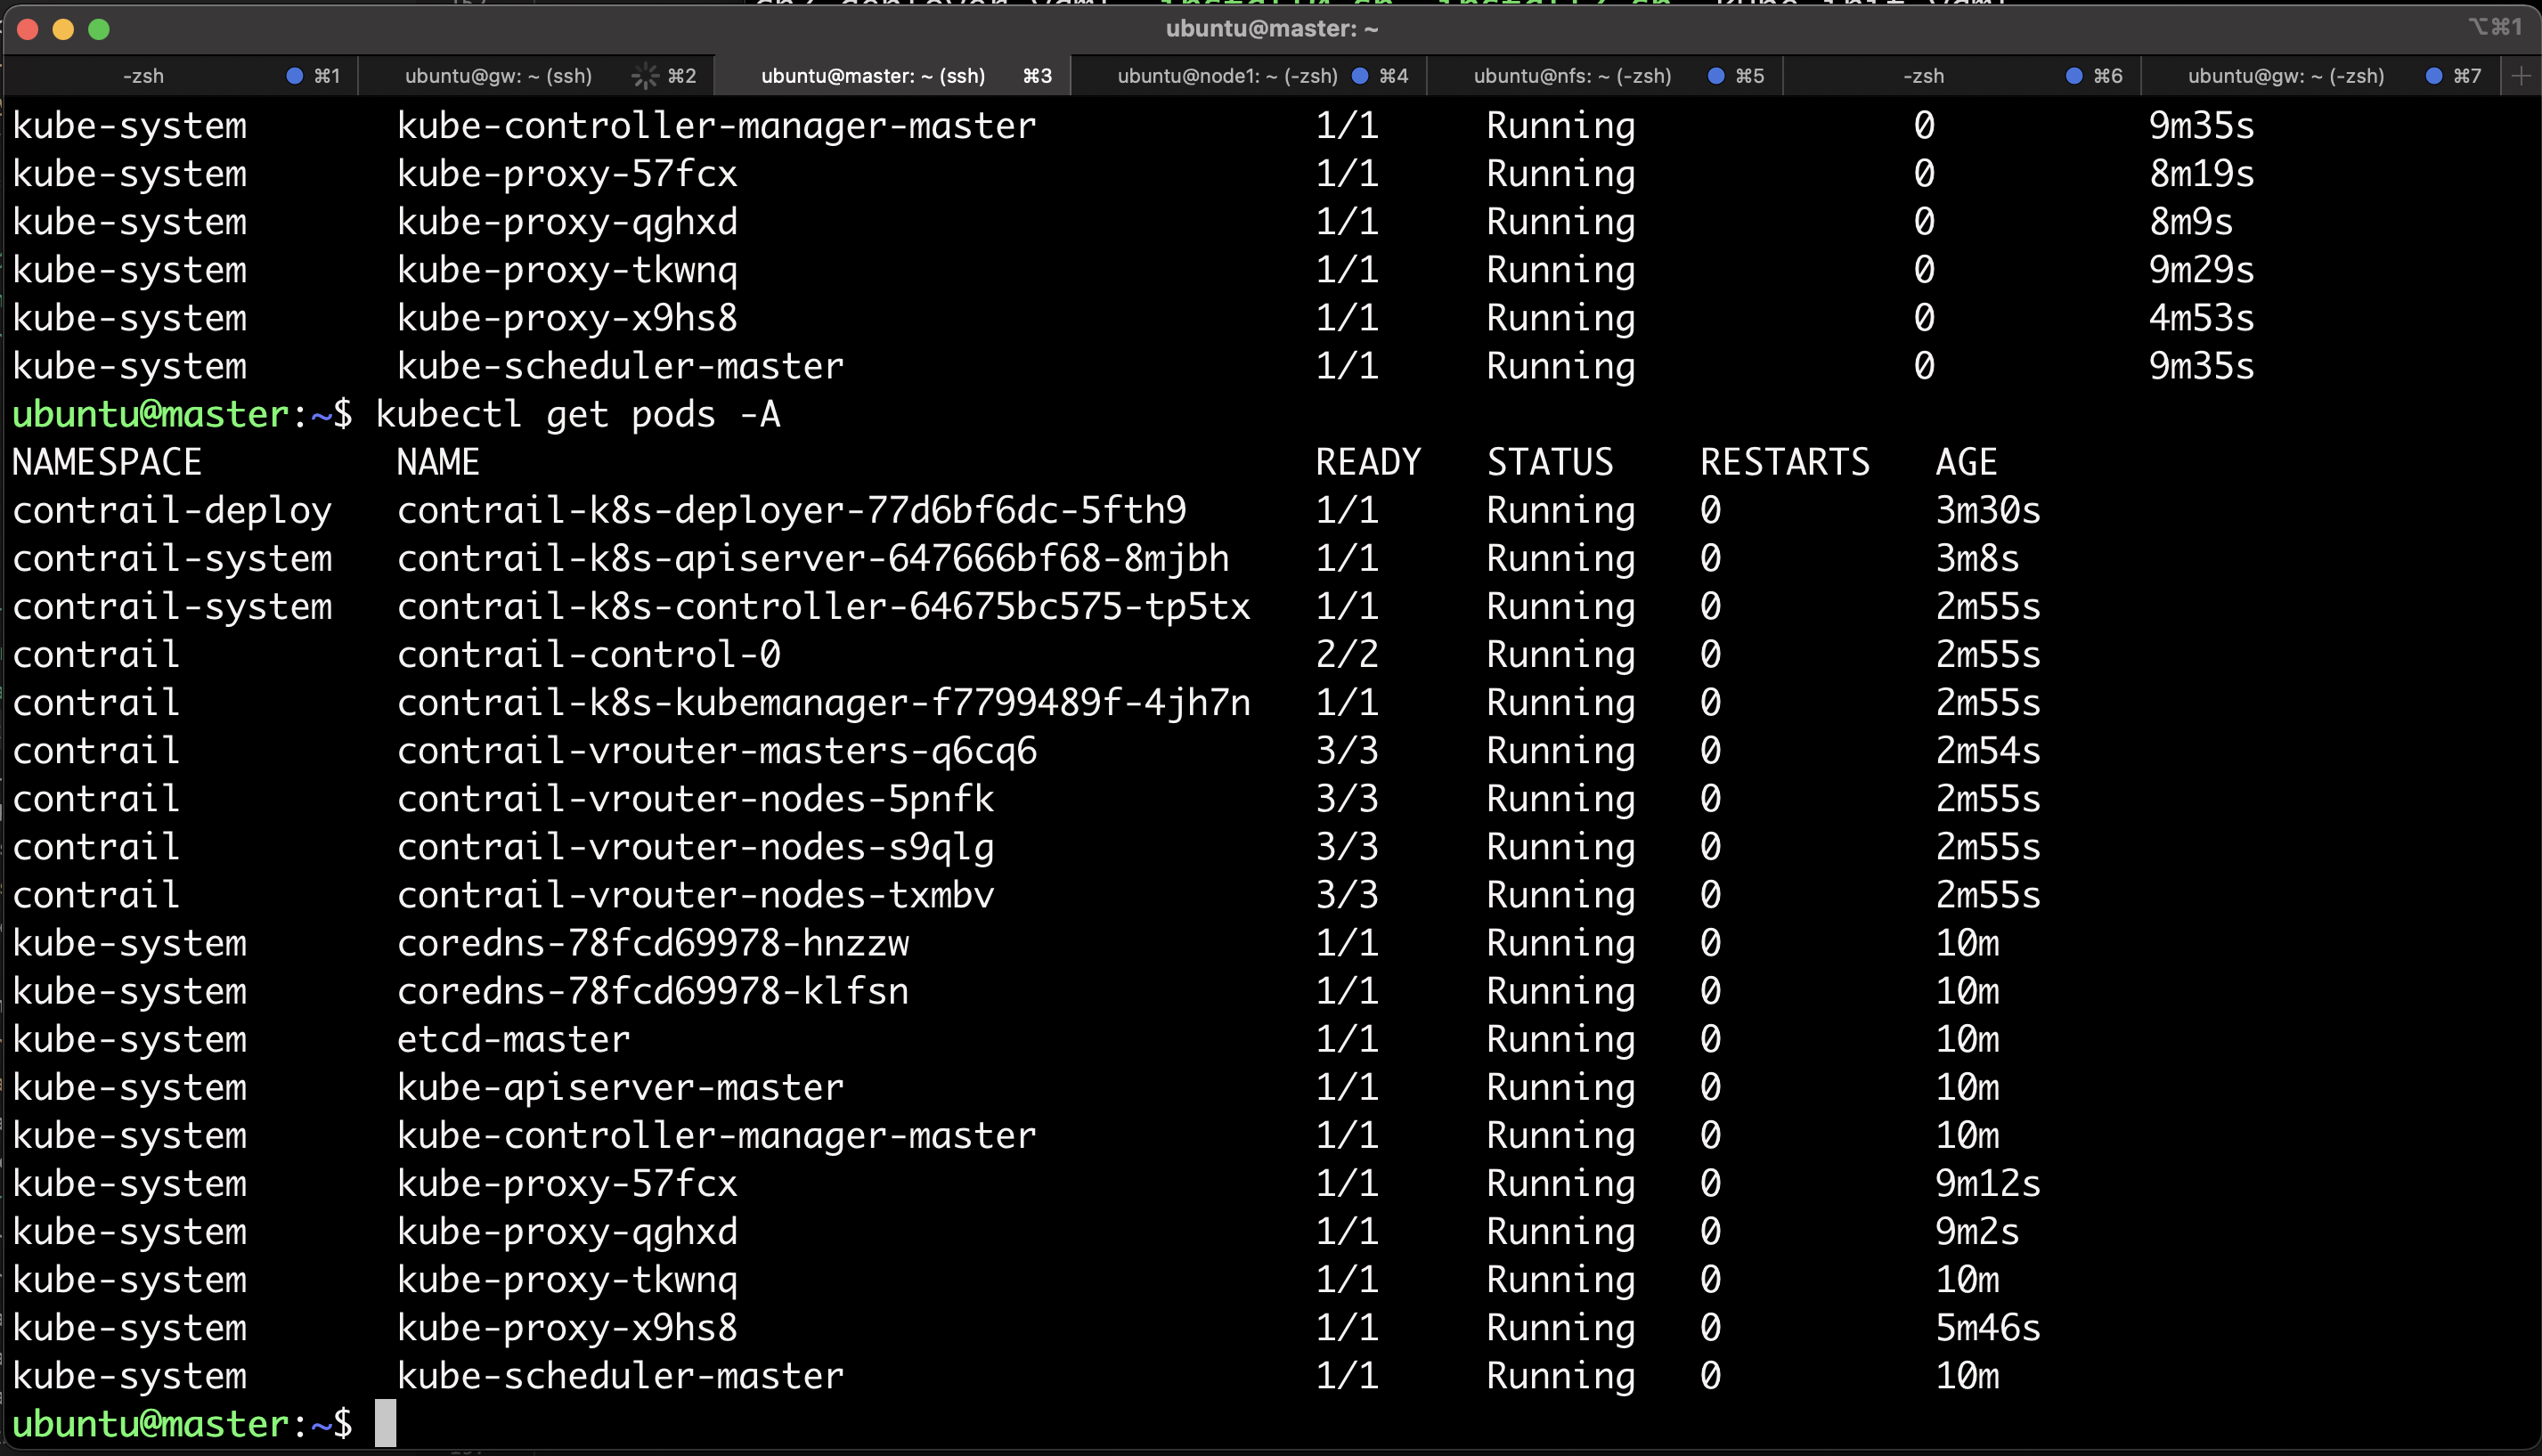 ubuntu@master: ~
⌥⌘1
-zsh ⌘1 ubuntu@gw: ~ (ssh) ⌘2 ubuntu@master: ~ (ssh) ⌘3 ubuntu@node1: ~ (-zsh) ⌘4 ubuntu@nfs: ~ (-zsh) ⌘5 -zsh ⌘6 ubuntu@gw: ~ (-zsh) ⌘7
kube-system kube-controller-manager-master 1/1 Running 0 9m35s
kube-system kube-proxy-57fcx 1/1 Running 0 8m19s
kube-system kube-proxy-qghxd 1/1 Running 0 8m9s
kube-system kube-proxy-tkwnq 1/1 Running 0 9m29s
kube-system kube-proxy-x9hs8 1/1 Running 0 4m53s
kube-system kube-scheduler-master 1/1 Running 0 9m35s
ubuntu@master:~$ kubectl get pods -A
NAMESPACE NAME READY STATUS RESTARTS AGE
contrail-deploy contrail-k8s-deployer-77d6bf6dc-5fth9 1/1 Running 0 3m30s
contrail-system contrail-k8s-apiserver-647666bf68-8mjbh 1/1 Running 0 3m8s
contrail-system contrail-k8s-controller-64675bc575-tp5tx 1/1 Running 0 2m55s
contrail contrail-control-0 2/2 Running 0 2m55s
contrail contrail-k8s-kubemanager-f7799489f-4jh7n 1/1 Running 0 2m55s
contrail contrail-vrouter-masters-q6cq6 3/3 Running 0 2m54s
contrail contrail-vrouter-nodes-5pnfk 3/3 Running 0 2m55s
contrail contrail-vrouter-nodes-s9qlg 3/3 Running 0 2m55s
contrail contrail-vrouter-nodes-txmbv 3/3 Running 0 2m55s
kube-system coredns-78fcd69978-hnzzw 1/1 Running 0 10m
kube-system coredns-78fcd69978-klfsn 1/1 Running 0 10m
kube-system etcd-master 1/1 Running 0 10m
kube-system kube-apiserver-master 1/1 Running 0 10m
kube-system kube-controller-manager-master 1/1 Running 0 10m
kube-system kube-proxy-57fcx 1/1 Running 0 9m12s
kube-system kube-proxy-qghxd 1/1 Running 0 9m2s
kube-system kube-proxy-tkwnq 1/1 Running 0 10m
kube-system kube-proxy-x9hs8 1/1 Running 0 5m46s
kube-system kube-scheduler-master 1/1 Running 0 10m
ubuntu@master:~$